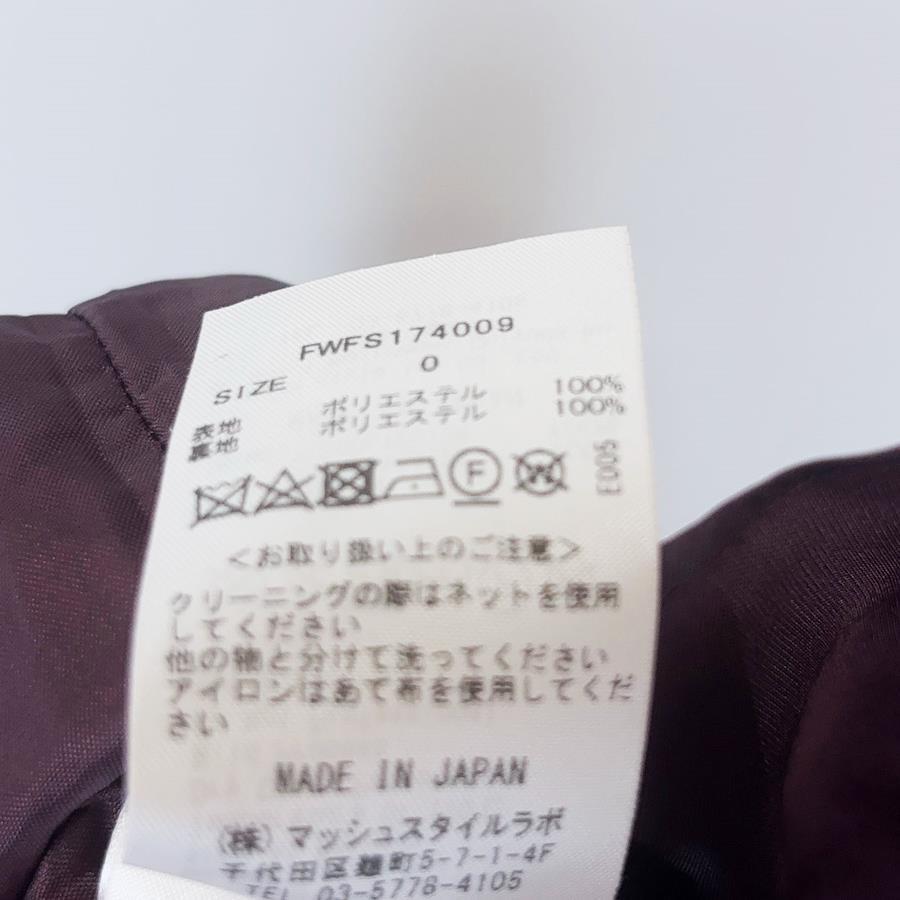 FWFS174009
SIZE 0
表地 ポリエステル 100%
裏地 ポリエステル 100%
F W E005
<お取り扱い上のご注意>
クリーニングの際はネットを使用
してください
他の物と分けて洗ってください
アイロンはあて布を使用してくだ
さい
MADE IN JAPAN
(株)マッシュスタイルラボ
千代田区麹町5-7-1-4F
TEL 03-5778-4105